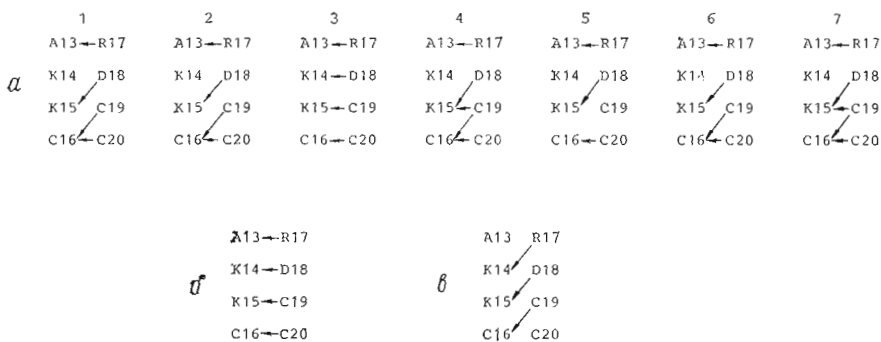 1 2 3 4 5 6 7
A13 R17 A13 R17 A13 R17 A13 R17 A13 R17 A13 R17 A13 R17
а K14 D18 K14 D18 K14 D18 K14 D18 K14 D18 K14 D18 K14 D18
K15 C19 K15 C19 K15 C19 K15 C19 K15 C19 K15 C19 K15 C19
C16 C20 C16 C20 C16 C20 C16 C20 C16 C20 C16 C20 C16 C20
A13 R17 A13 R17
б K14 D18 в K14 D18
K15 C19 K15 C19
C16 C20 C16 C20